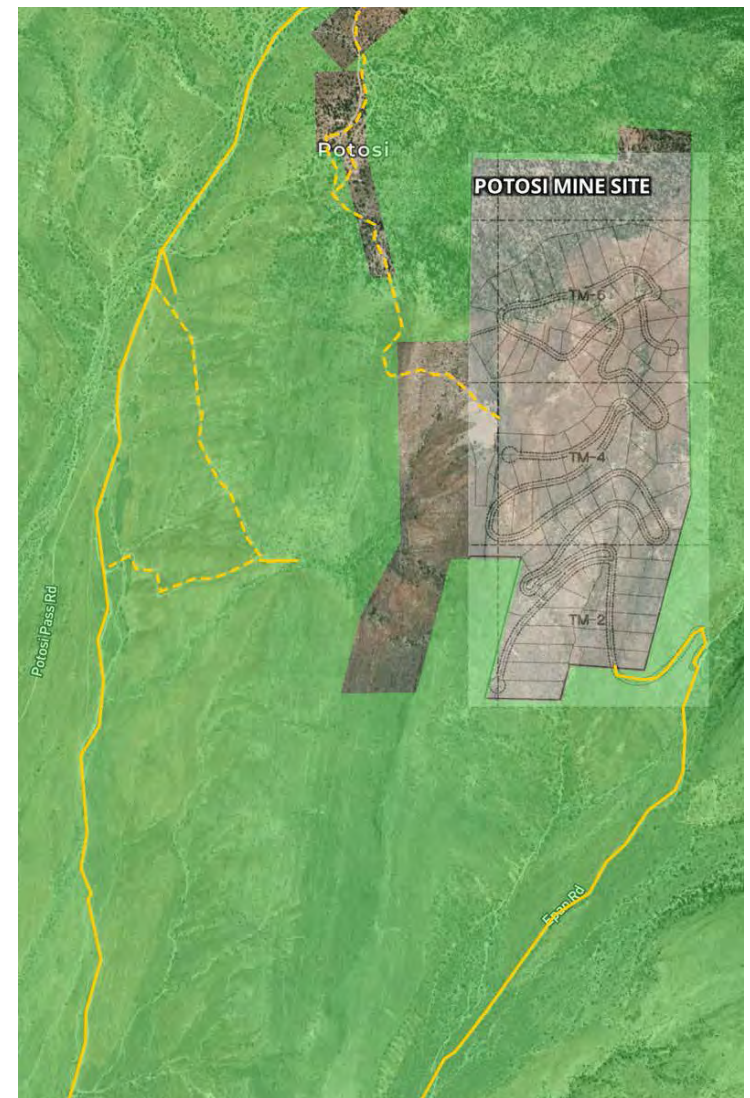 Potosi
POTOSI MINE SITE
TM-6
TM-4
Potosi Pass Rd
TM-2
Epan Rd